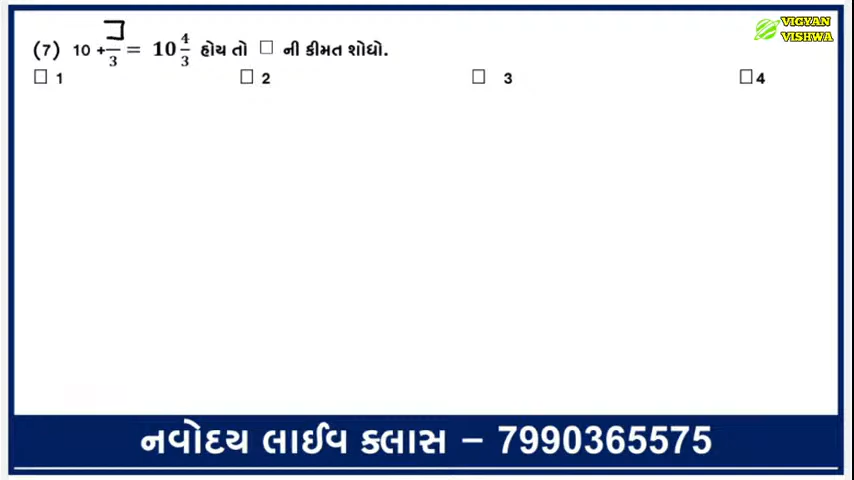 VIGYAN
VISHWA
(7) 10 + □/3 = 10 4/3 હોય તો □ ની કીમત શોધો.
□ 1 □ 2 □ 3 □ 4
નવોદય લાઈવ ક્લાસ – 7990365575